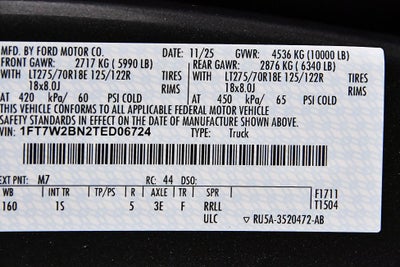 MFD. BY FORD MOTOR CO. 11/25 GVWR: 4536 KG (10000 LB)
FRONT GAWR: 2717 KG ( 5990 LB) REAR GAWR: 2876 KG ( 6340 LB)
LT275/70R18E 125/122R TIRES LT275/70R18E 125/122R TIRES
18x8.0J RIMS 18x8.0J RIMS
AT 420 kPa/ 60 PSI COLD AT 450 kPa/ 65 PSI COLD
THIS VEHICLE CONFORMS TO ALL APPLICABLE FEDERAL MOTOR VEHICLE
SAFETY STANDARDS IN EFFECT ON THE DATE OF MANUFACTURE SHOWN ABOVE
VIN: 1FT7W2BN2TED06724 TYPE: Truck
EXT PNT: M7 RC: 44 DSO:
WB INT TR TP/PS R AXLE TR SPR F1711
160 1S 5 3E F RRLL T1504
ULC RU5A-3520472-AB